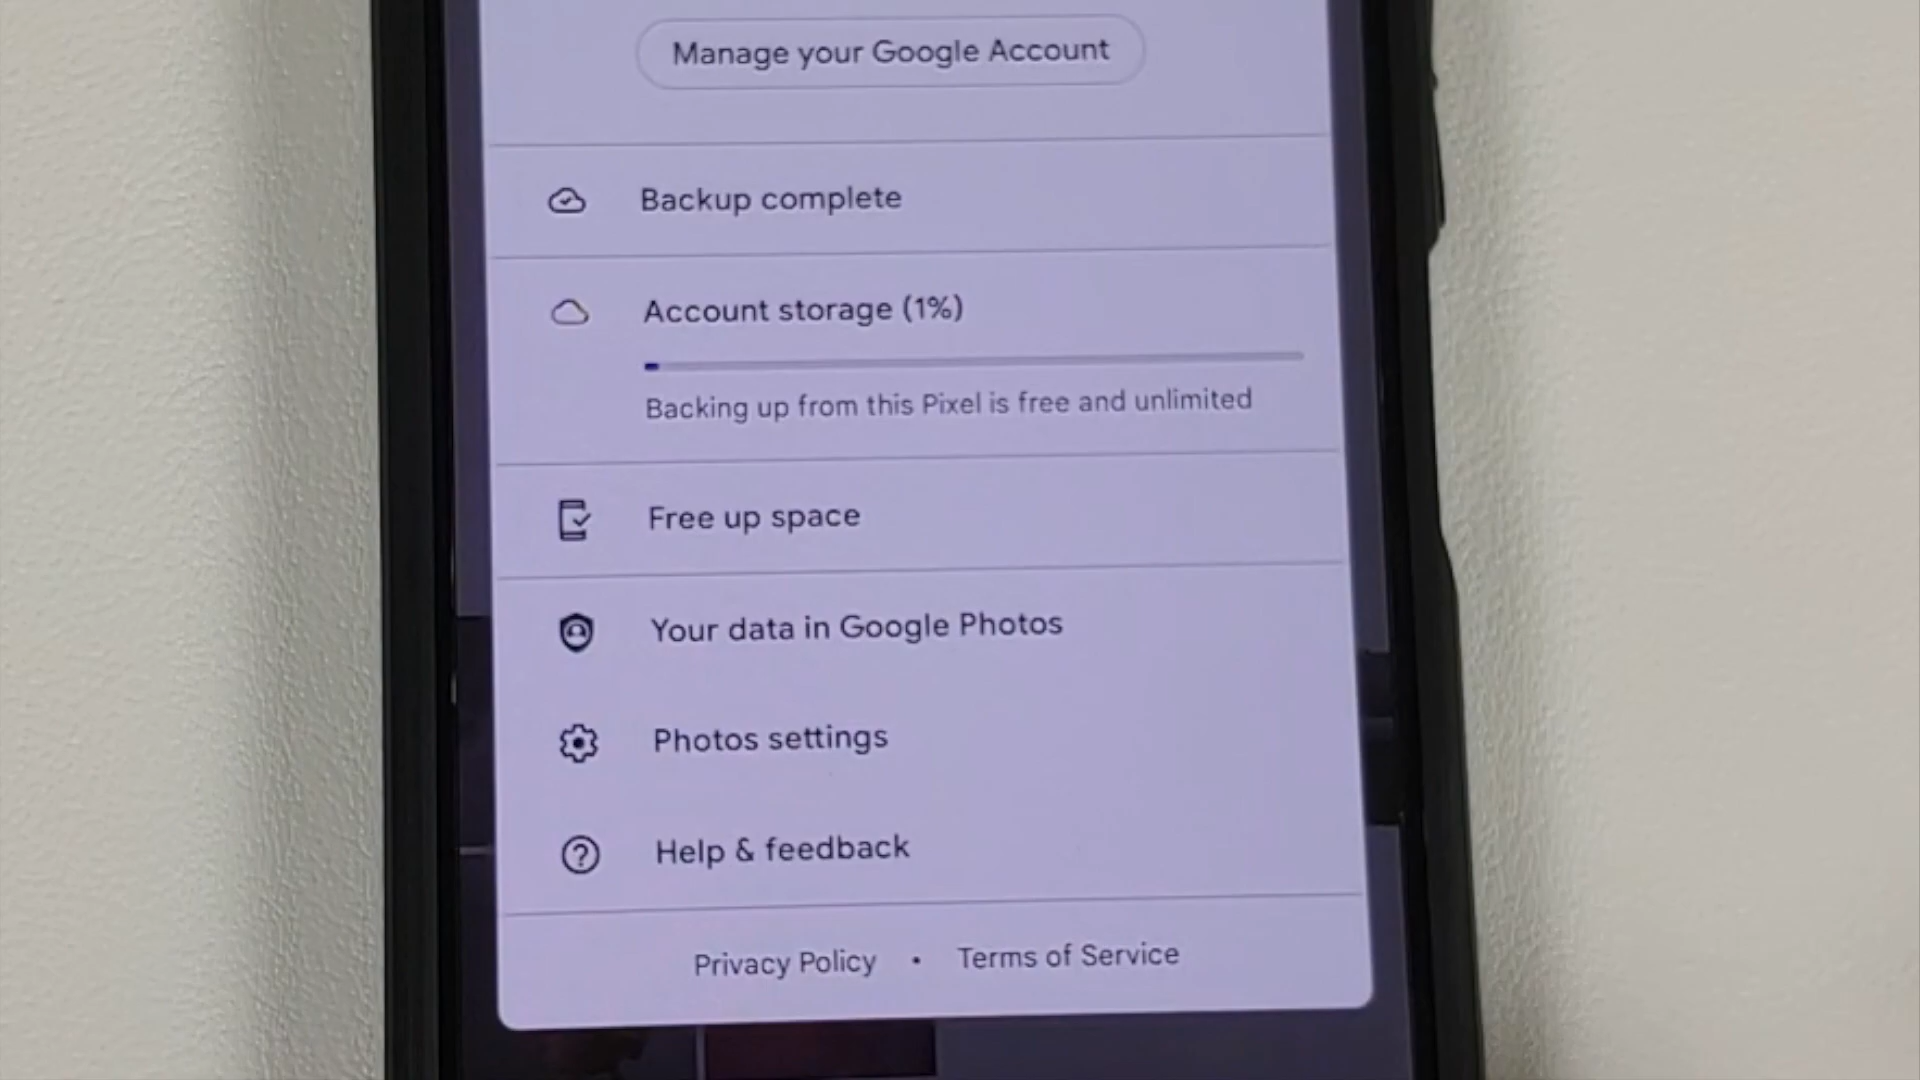 Manage your Google Account
Backup complete
Account storage (1%)
Backing up from this Pixel is free and unlimited
Free up space
Your data in Google Photos
Photos settings
Help & feedback
Privacy Policy • Terms of Service